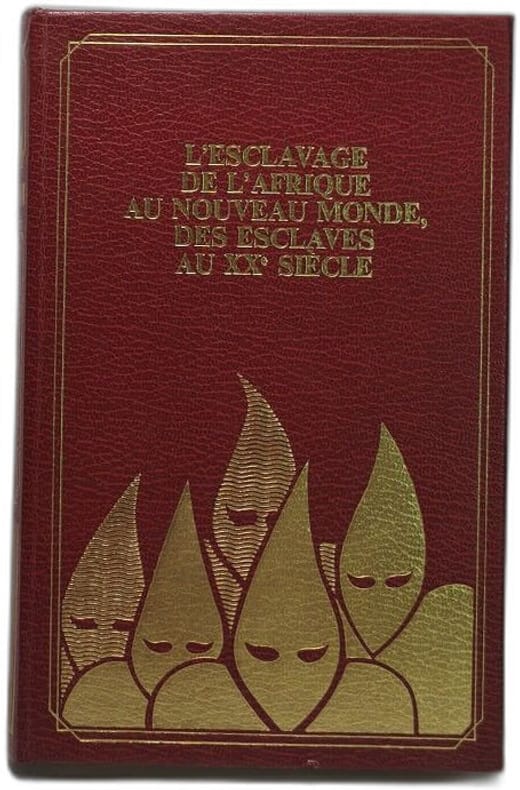 L'ESCLAVAGE
DE L'AFRIQUE
AU NOUVEAU MONDE,
DES ESCLAVES
AU XXe SIÈCLE